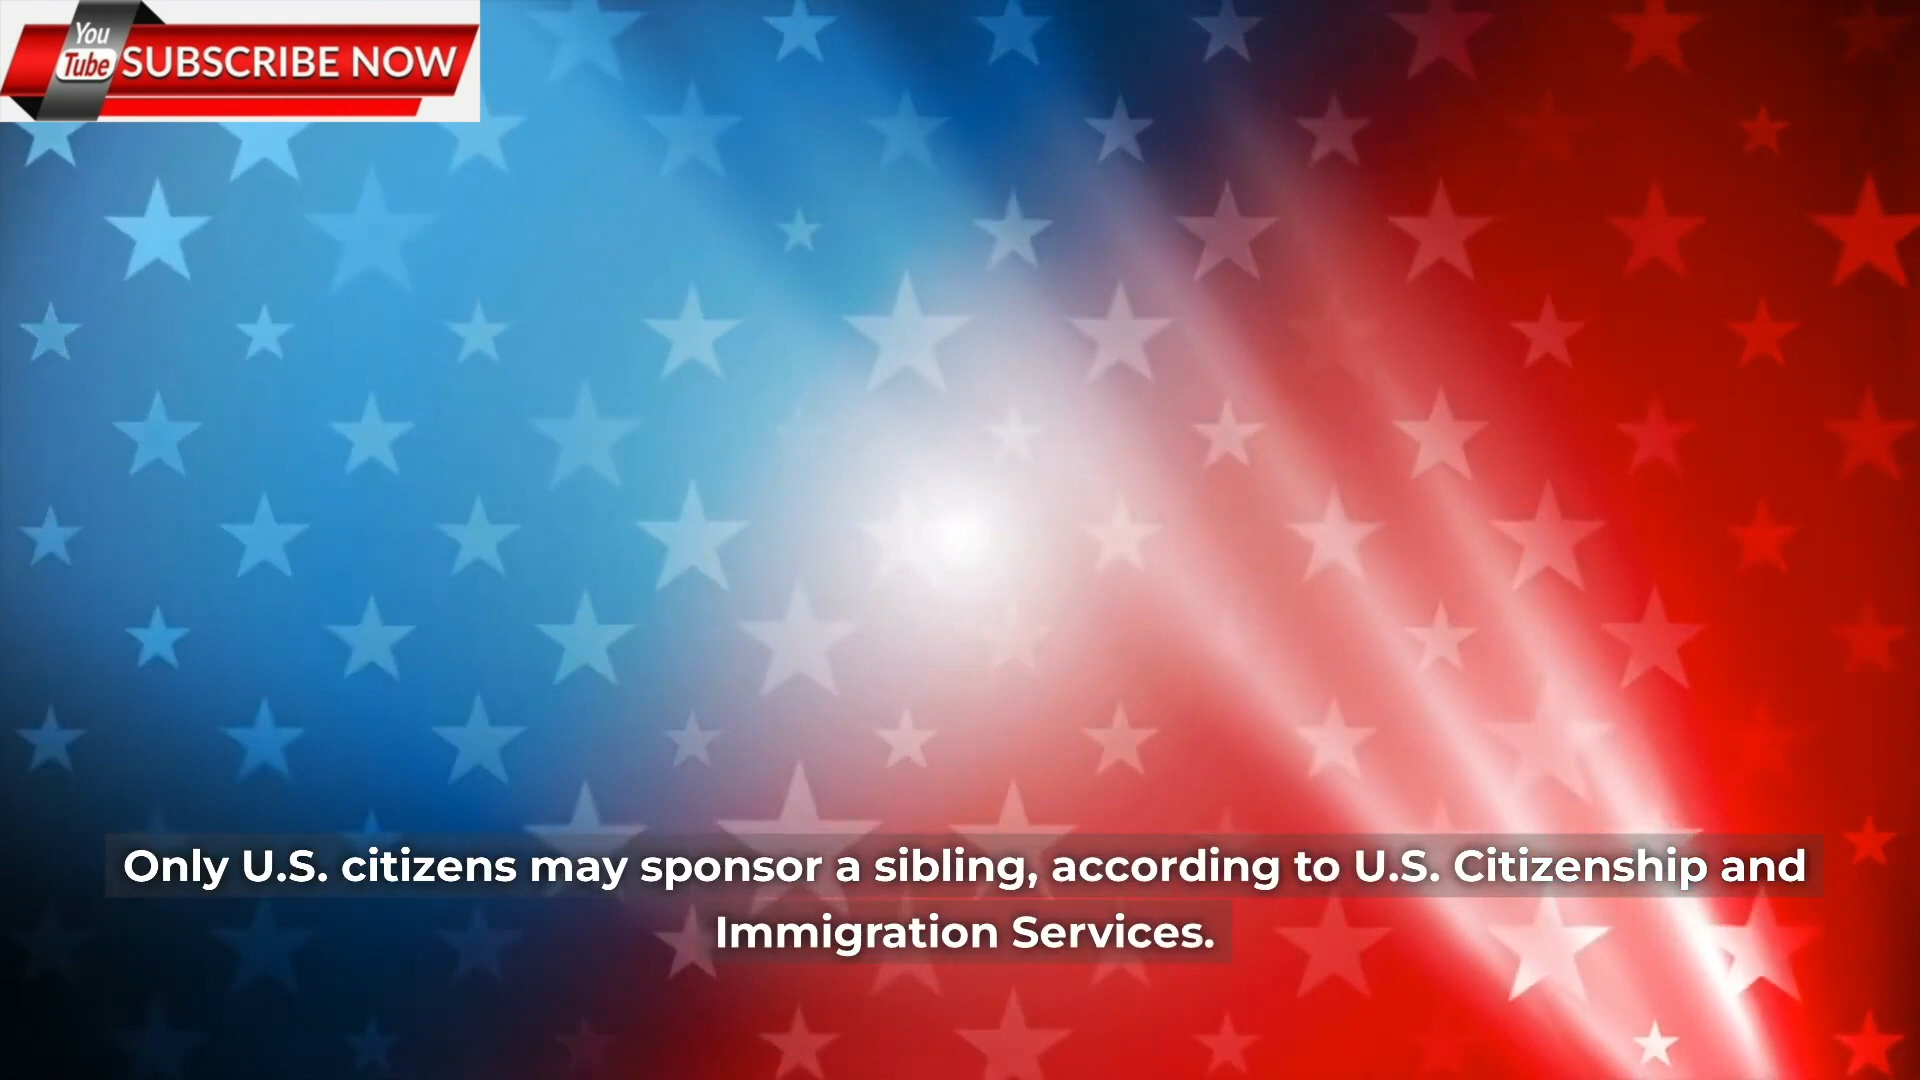 You
Tube SUBSCRIBE NOW
Only U.S. citizens may sponsor a sibling, according to U.S. Citizenship and
Immigration Services.